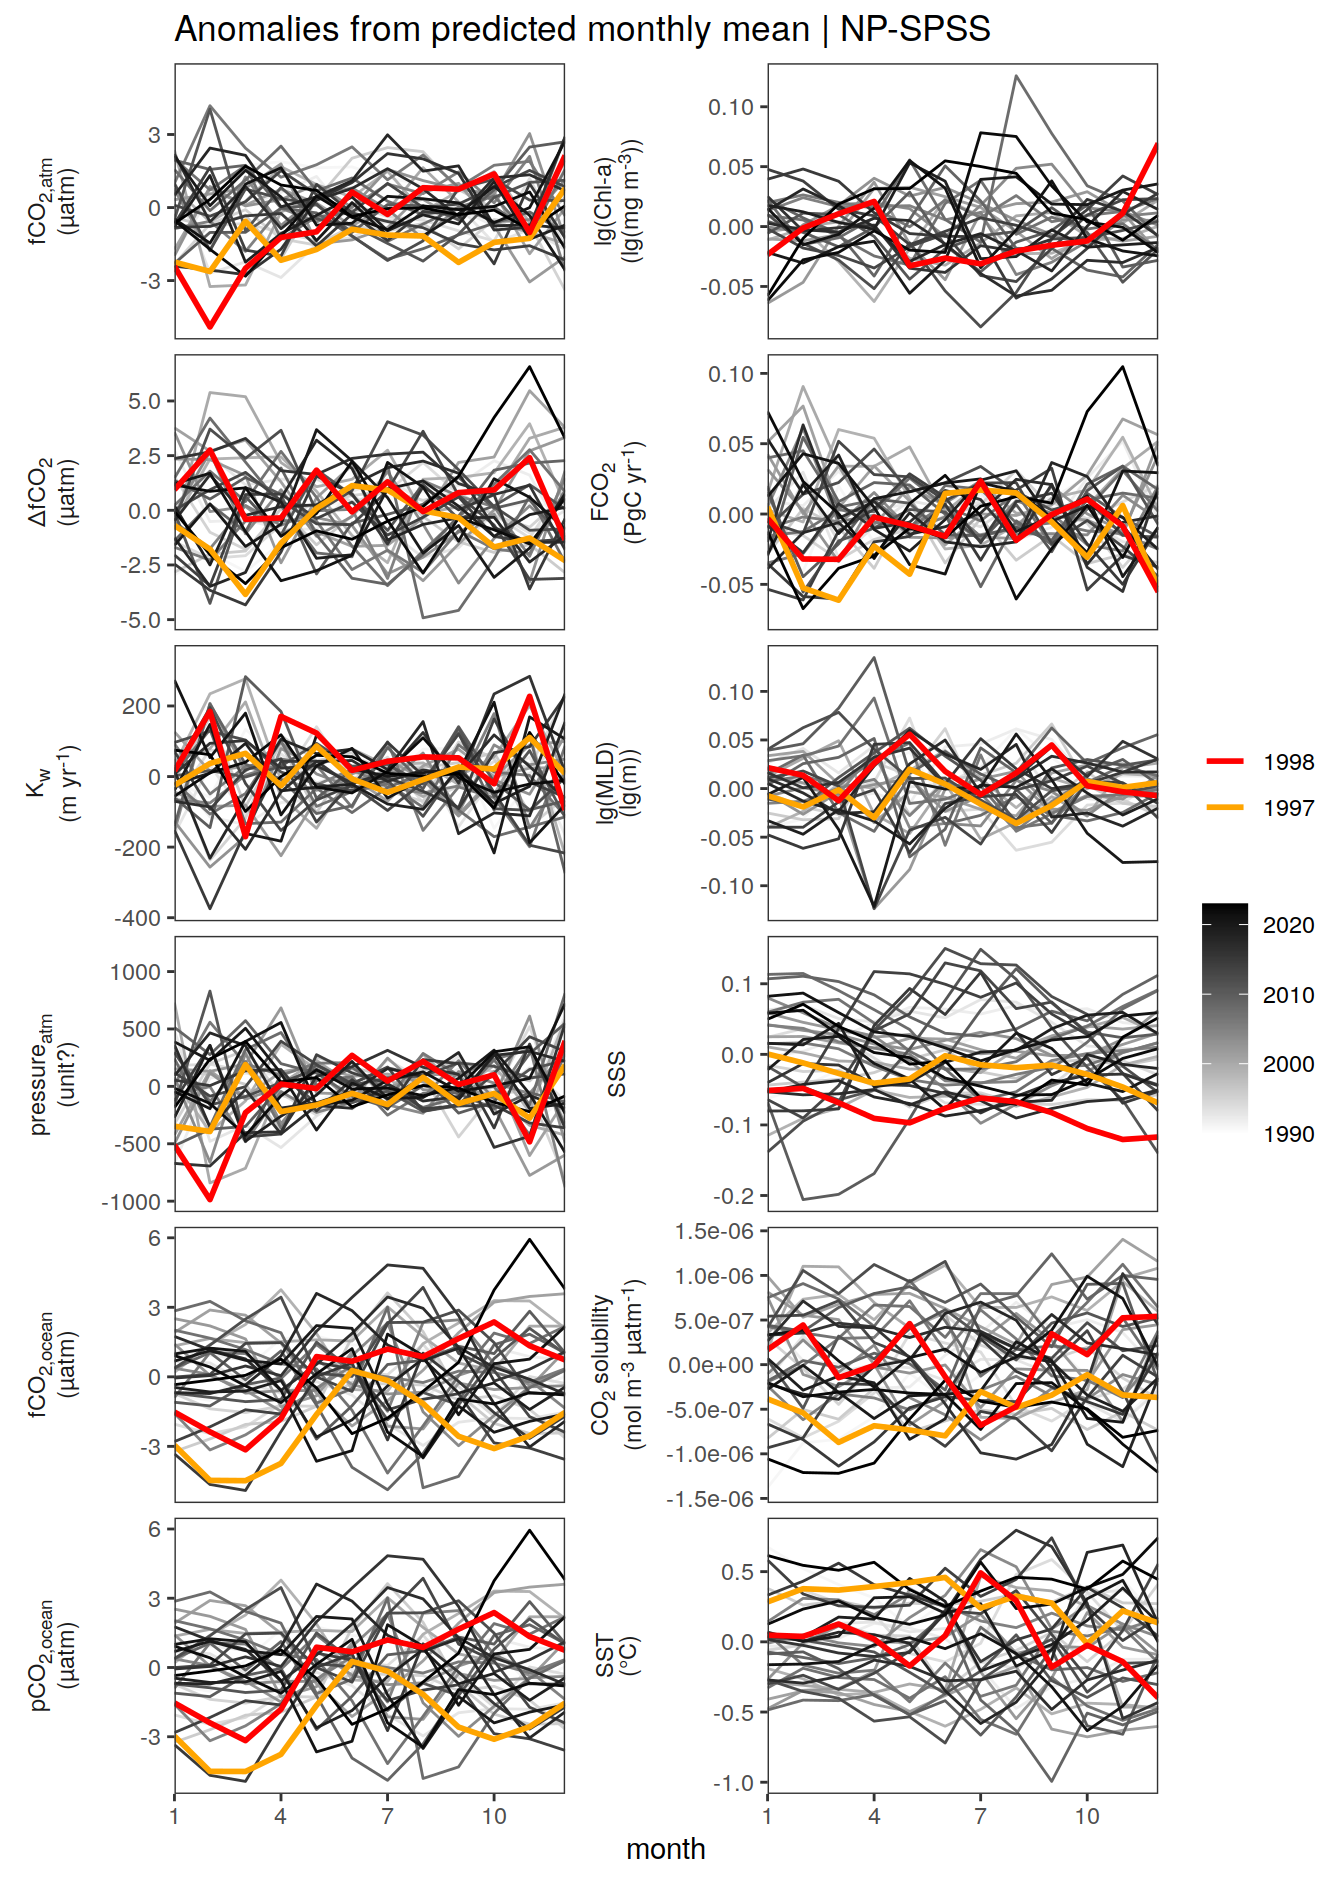 Anomalies from predicted monthly mean | NP-SPSS
fCO2,atm
(µatm)
3
0
-3
lg(Chl-a)
(lg(mg m-3))
0.10
0.05
0.00
-0.05
ΔfCO2
(µatm)
5.0
2.5
0.0
-2.5
-5.0
FCO2
(PgC yr-1)
0.10
0.05
0.00
-0.05
Kw
(m yr-1)
200
0
-200
-400
lg(MLD)
(lg(m))
0.10
0.05
0.00
-0.05
-0.10
pressureatm
(unit?)
1000
500
0
-500
-1000
SSS
0.1
0.0
-0.1
-0.2
fCO2,ocean
(µatm)
6
3
0
-3
CO2 solubility
(mol m-3 µatm-1)
1.5e-06
1.0e-06
5.0e-07
0.0e+00
-5.0e-07
-1.0e-06
-1.5e-06
pCO2,ocean
(µatm)
6
3
0
-3
SST
(°C)
0.5
0.0
-0.5
-1.0
1 4 7 10
1 4 7 10
month
1998
1997
2020
2010
2000
1990